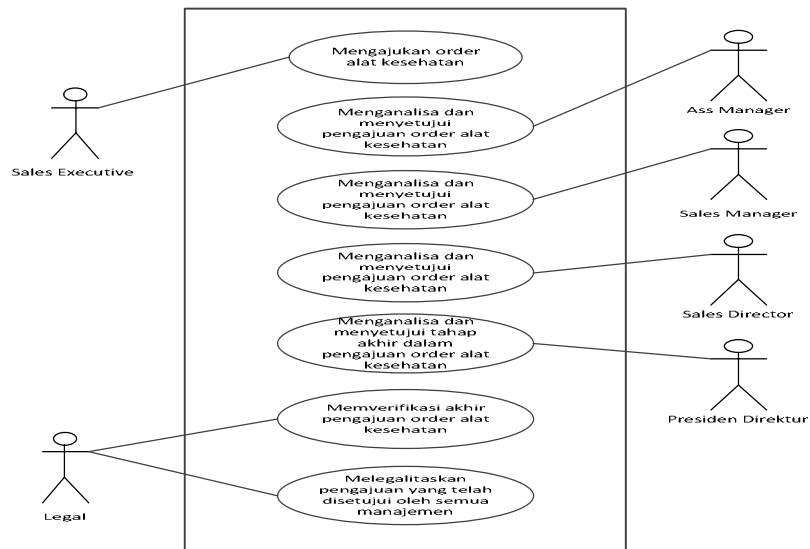 Mengajukan order
alat kesehatan
Ass Manager
Menganalisa dan
menyetujui
pengajuan order alat
kesehatan
Sales Executive
Menganalisa dan
menyetujui
pengajuan order alat
kesehatan
Sales Manager
Menganalisa dan
menyetujui
pengajuan order alat
kesehatan
Sales Director
Menganalisa dan
menyetujui tahap
akhir dalam
pengajuan order alat
kesehatan
Presiden Direktur
Memverifikasi akhir
pengajuan order alat
kesehatan
Legal
Melegalitaskan
pengajuan yang telah
disetujui oleh semua
manajemen